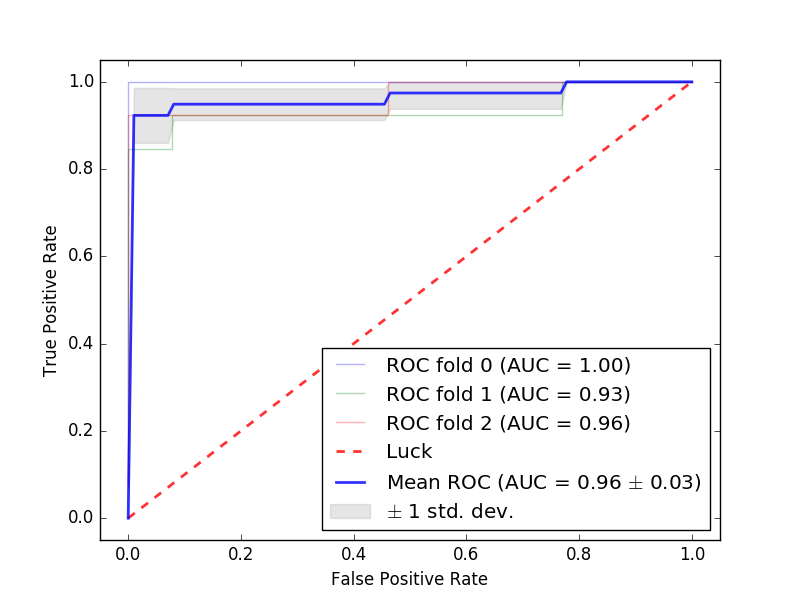 1.0
0.8
0.6
0.4
0.2
0.0
True Positive Rate
ROC fold 0 (AUC = 1.00)
ROC fold 1 (AUC = 0.93)
ROC fold 2 (AUC = 0.96)
Luck
Mean ROC (AUC = 0.96 ± 0.03)
± 1 std. dev.
0.0 0.2 0.4 0.6 0.8 1.0
False Positive Rate